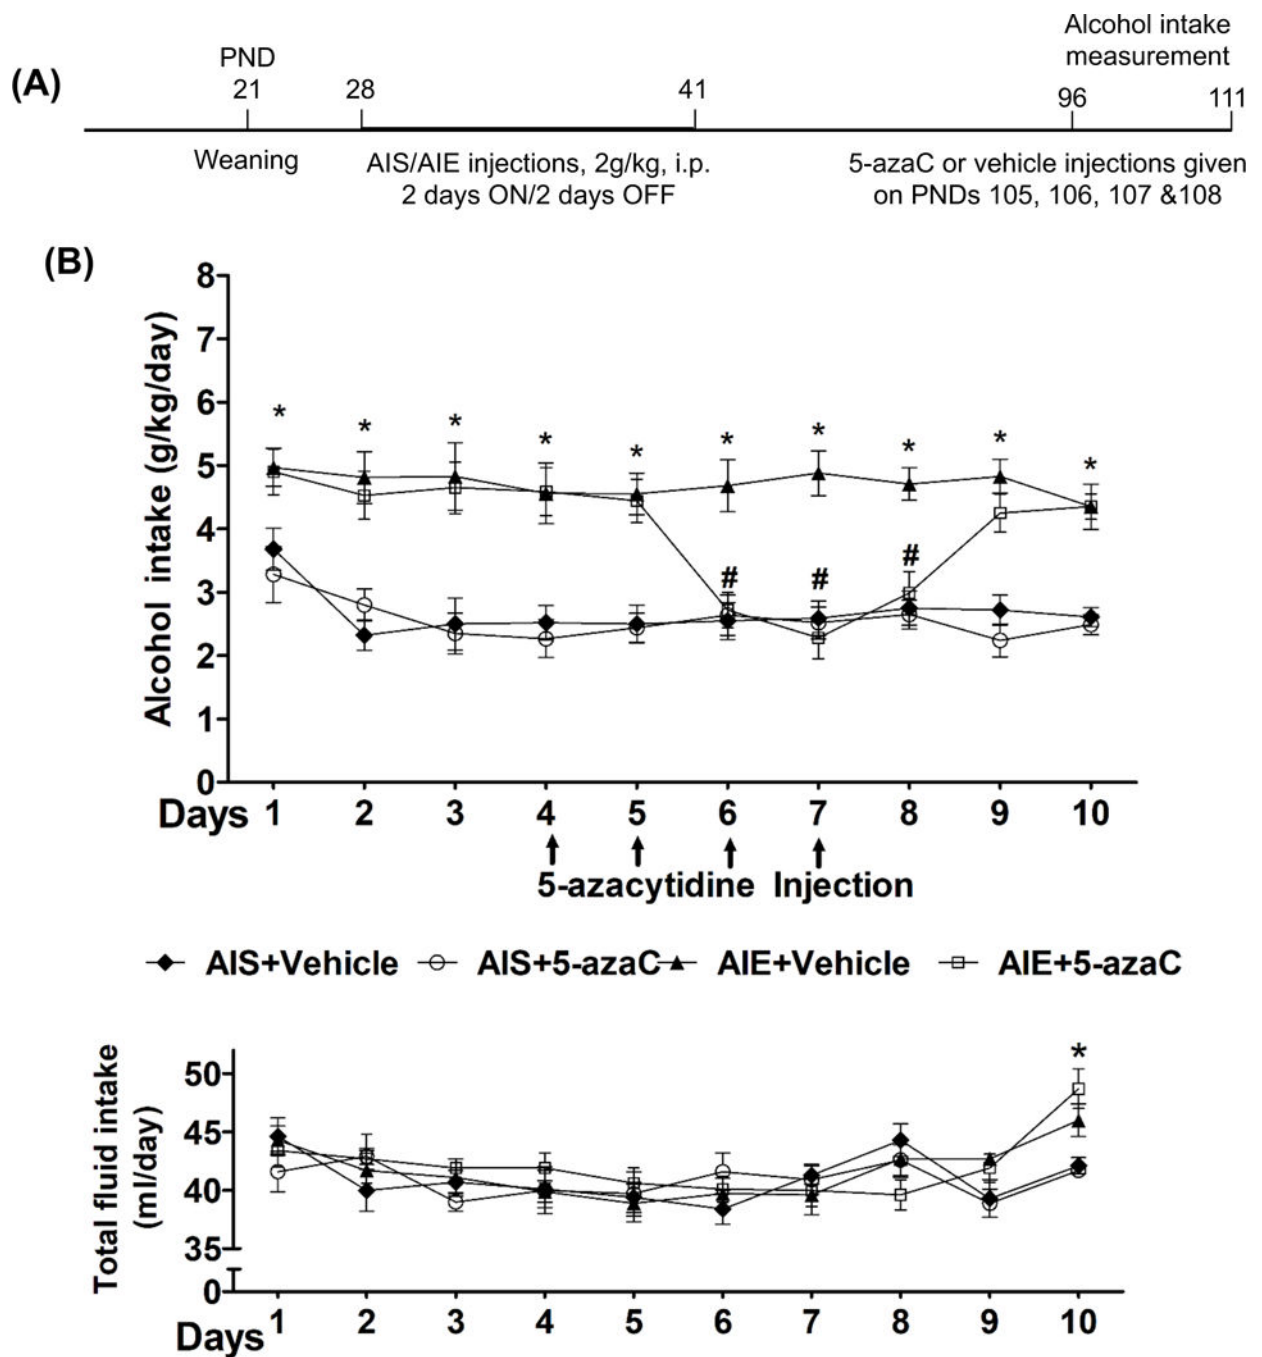 (A)
PND
21
28
41
Alcohol intake
measurement
96
111
Weaning
AIS/AIE injections, 2g/kg, i.p.
2 days ON/2 days OFF
5-azaC or vehicle injections given
on PNDs 105, 106, 107 &108
(B)
Alcohol intake (g/kg/day)
8
7
6
5
4
3
2
1
0
* * * * * * * * * *
# # #
Days 1 2 3 4 5 6 7 8 9 10
5-azacytidine Injection
AIS+Vehicle AIS+5-azaC AIE+Vehicle AIE+5-azaC
Total fluid intake
(ml/day)
50
45
40
35
0
*
Days 1 2 3 4 5 6 7 8 9 10